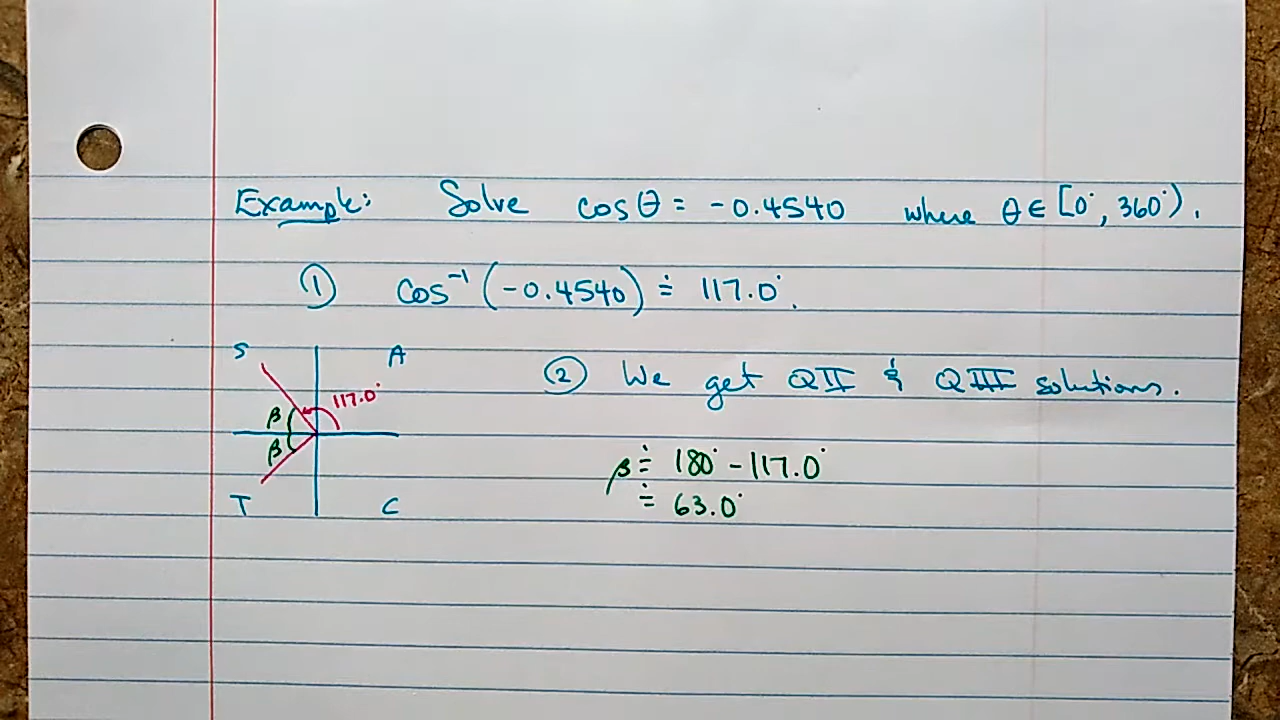 Example: Solve cosθ = -0.4540 where θ ∈ [0°, 360°).
① cos⁻¹(-0.4540) ≐ 117.0°.
S A
② We get QII & QIII solutions.
117.0°
β
β
T C
β ≐ 180° - 117.0°
≐ 63.0°